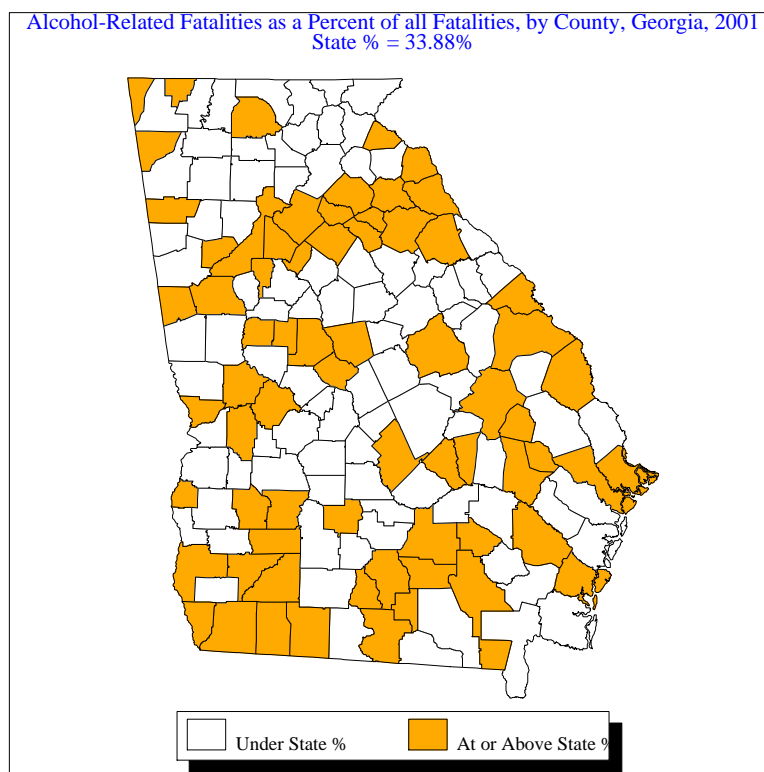 Alcohol-Related Fatalities as a Percent of all Fatalities, by County, Georgia, 2001
State % = 33.88%
Under State %
At or Above State %